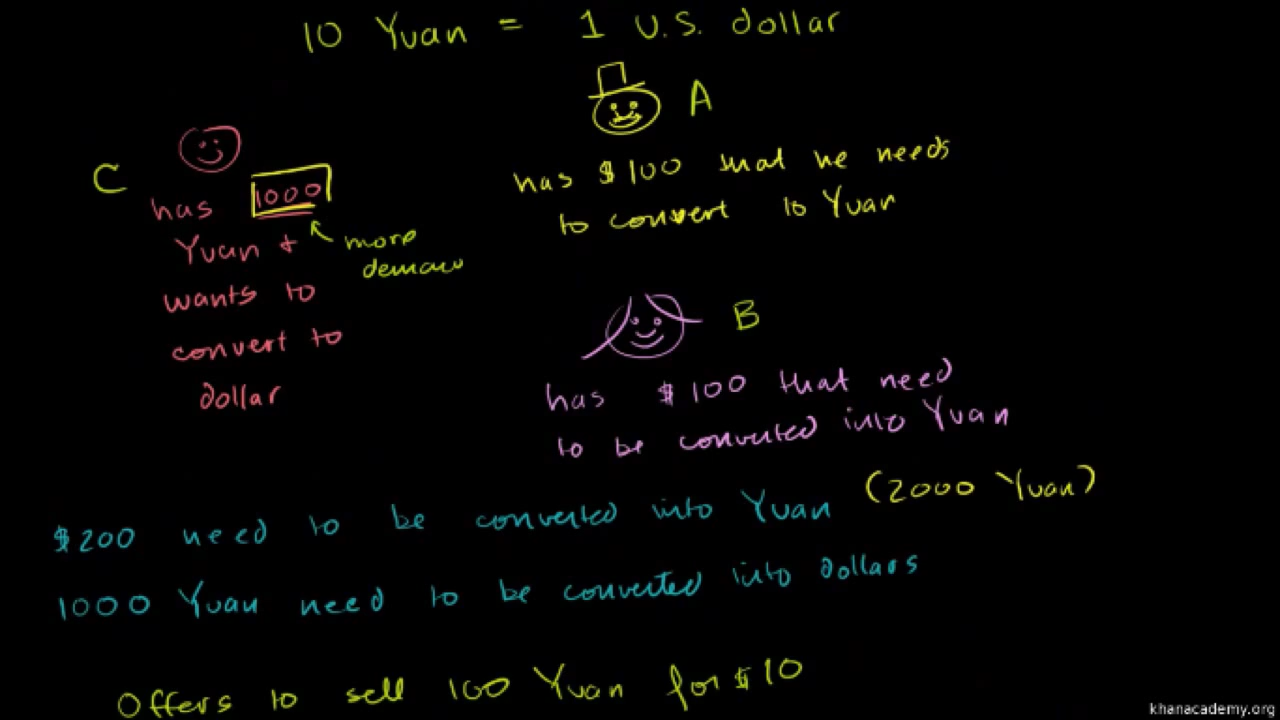 10 Yuan = 1 U.S. dollar
A
has $100 that he needs
to convert to Yuan
C
has 1000
Yuan +
wants to
convert to
dollar
more
deman
B
has $100 that need
to be converted into Yuan
$200 need to be converted into Yuan (2000 Yuan)
1000 Yuan need to be converted into dollars
Offers to sell 100 Yuan for $10
khanacademy.org